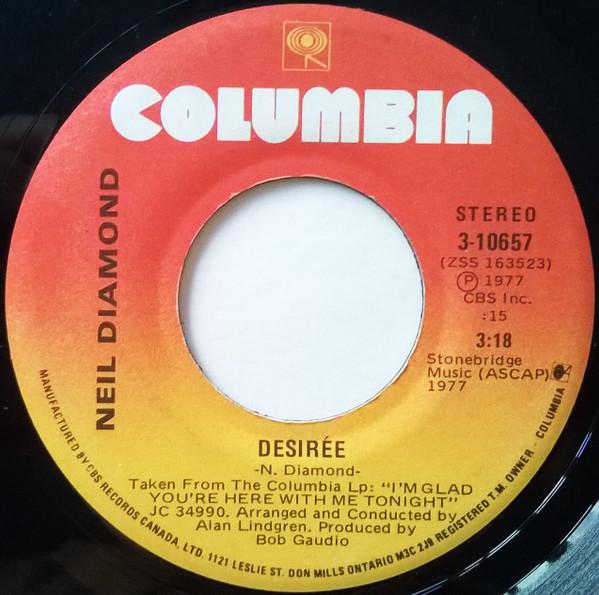 COLUMBIA
NEIL DIAMOND
STEREO
3-10657
(ZSS 163523)
Ⓟ 1977
CBS Inc.
:15
3:18
Stonebridge
Music (ASCAP)
1977
DESIRÉE
-N. Diamond-
Taken From The Columbia Lp: "I'M GLAD
YOU'RE HERE WITH ME TONIGHT"
JC 34990. Arranged and Conducted by
Alan Lindgren. Produced by
Bob Gaudio
MANUFACTURED BY CBS RECORDS CANADA, LTD. 1121 LESLIE ST. DON MILLS ONTARIO M3C 2J9 REGISTERED T.M. OWNER - COLUMBIA